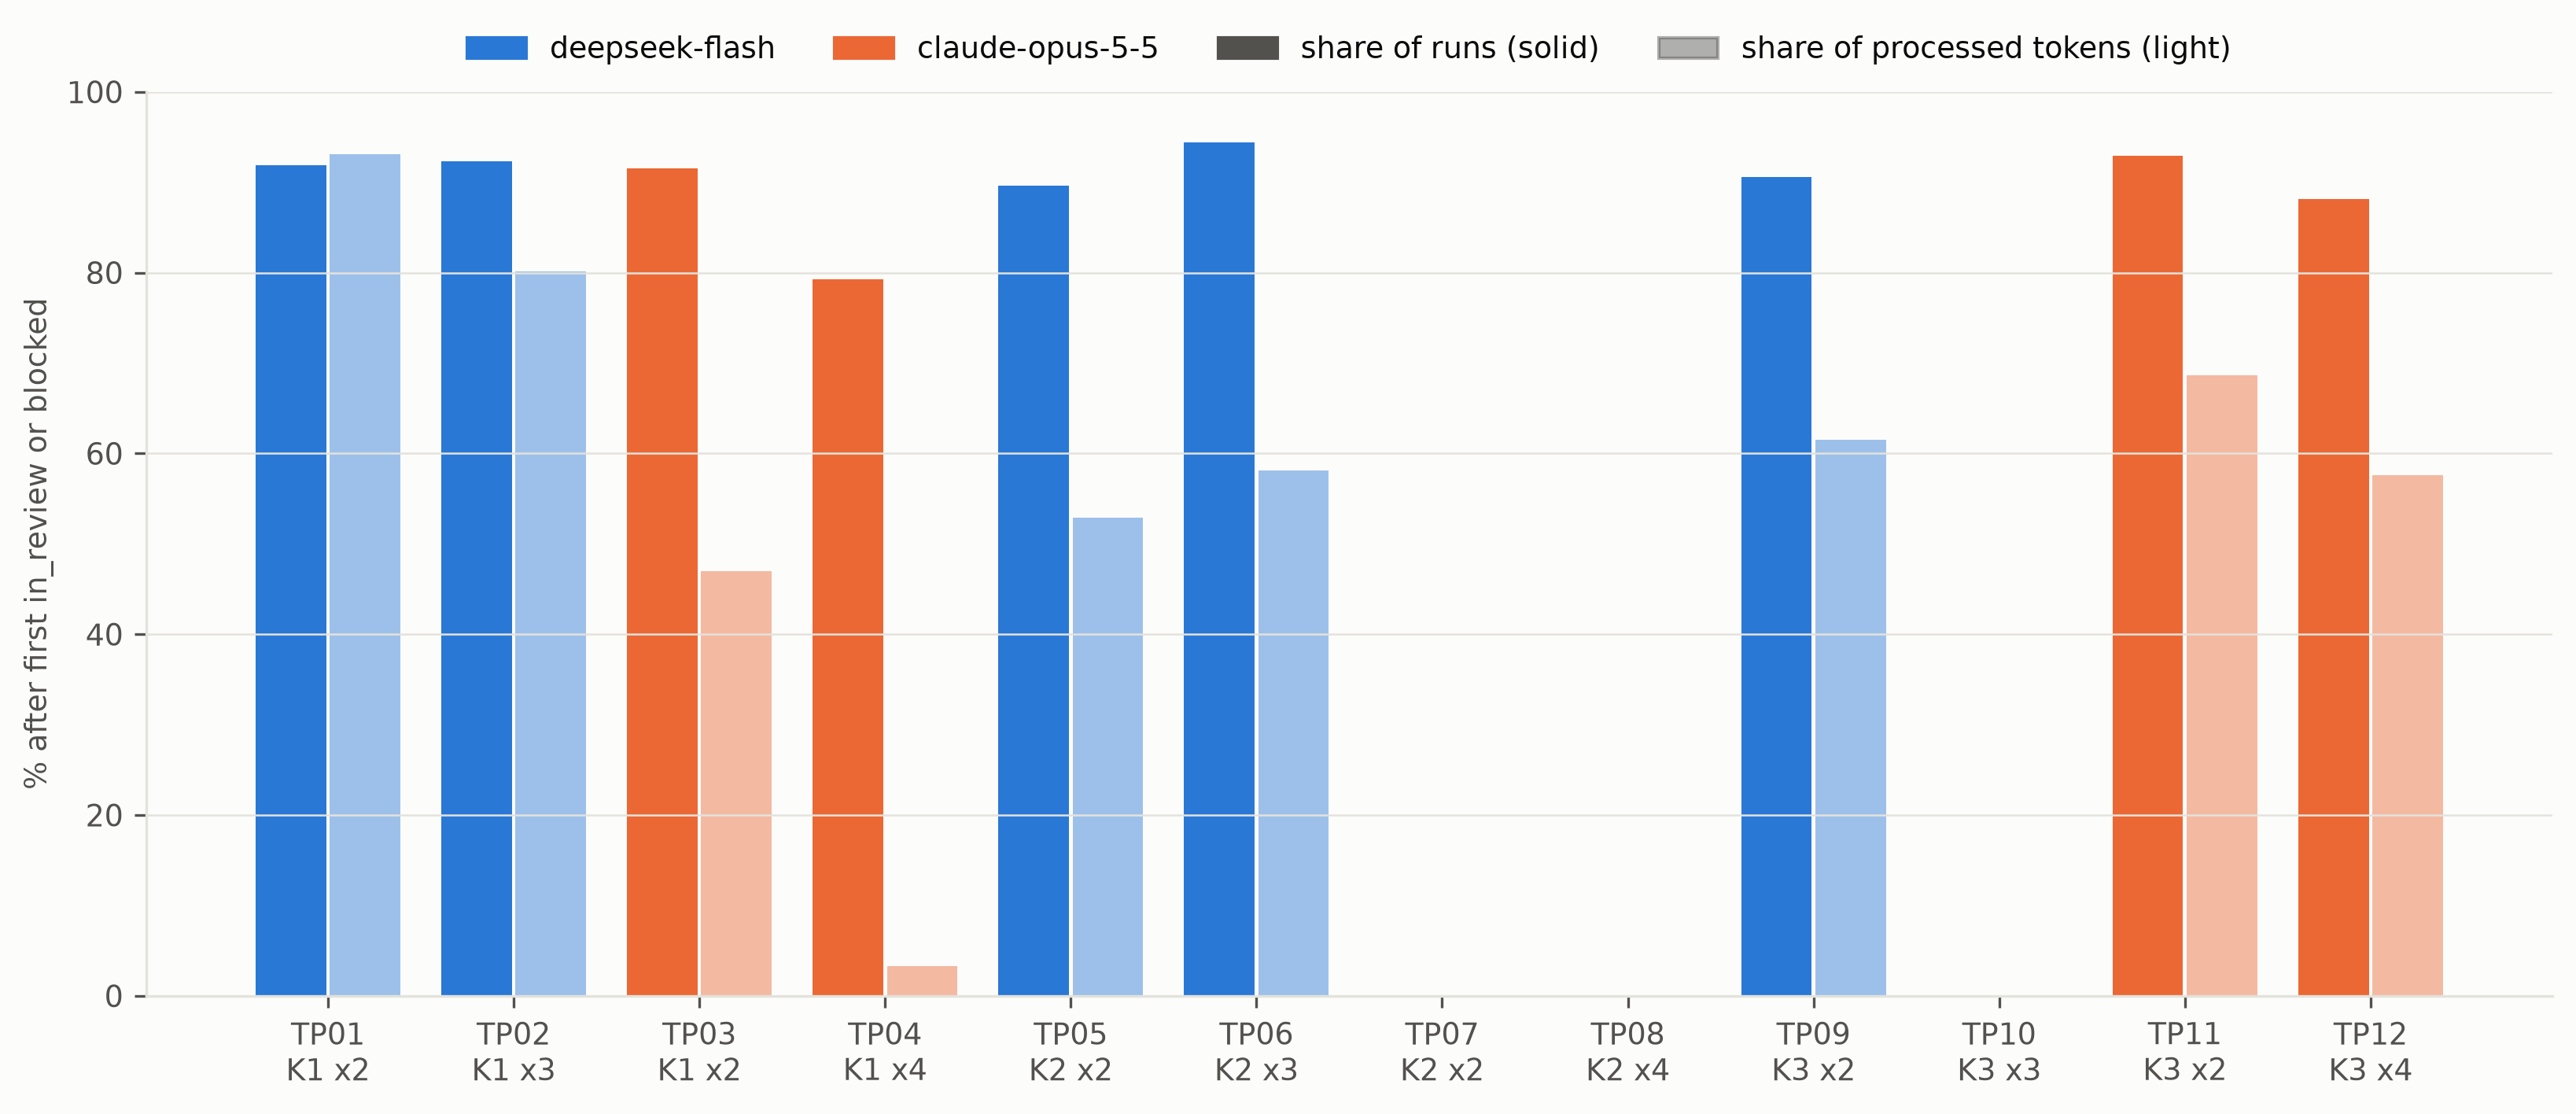 deepseek-flash claude-opus-5-5 share of runs (solid) share of processed tokens (light)
% after first in_review or blocked
100
80
60
40
20
0
TP01 TP02 TP03 TP04 TP05 TP06 TP07 TP08 TP09 TP10 TP11 TP12
K1 x2 K1 x3 K1 x2 K1 x4 K2 x2 K2 x3 K2 x2 K2 x4 K3 x2 K3 x3 K3 x2 K3 x4